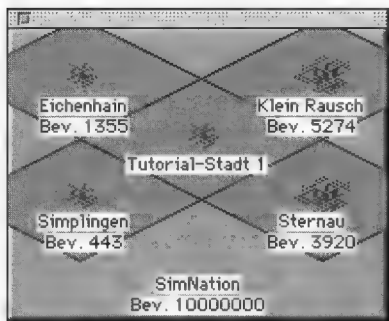 Eichenhain
Bev. 1355
Klein Rausch
Bev. 5274
Tutorial-Stadt 1
Simplingen
Bev. 443
Sternau
Bev. 3920
SimNation
Bev. 10000000